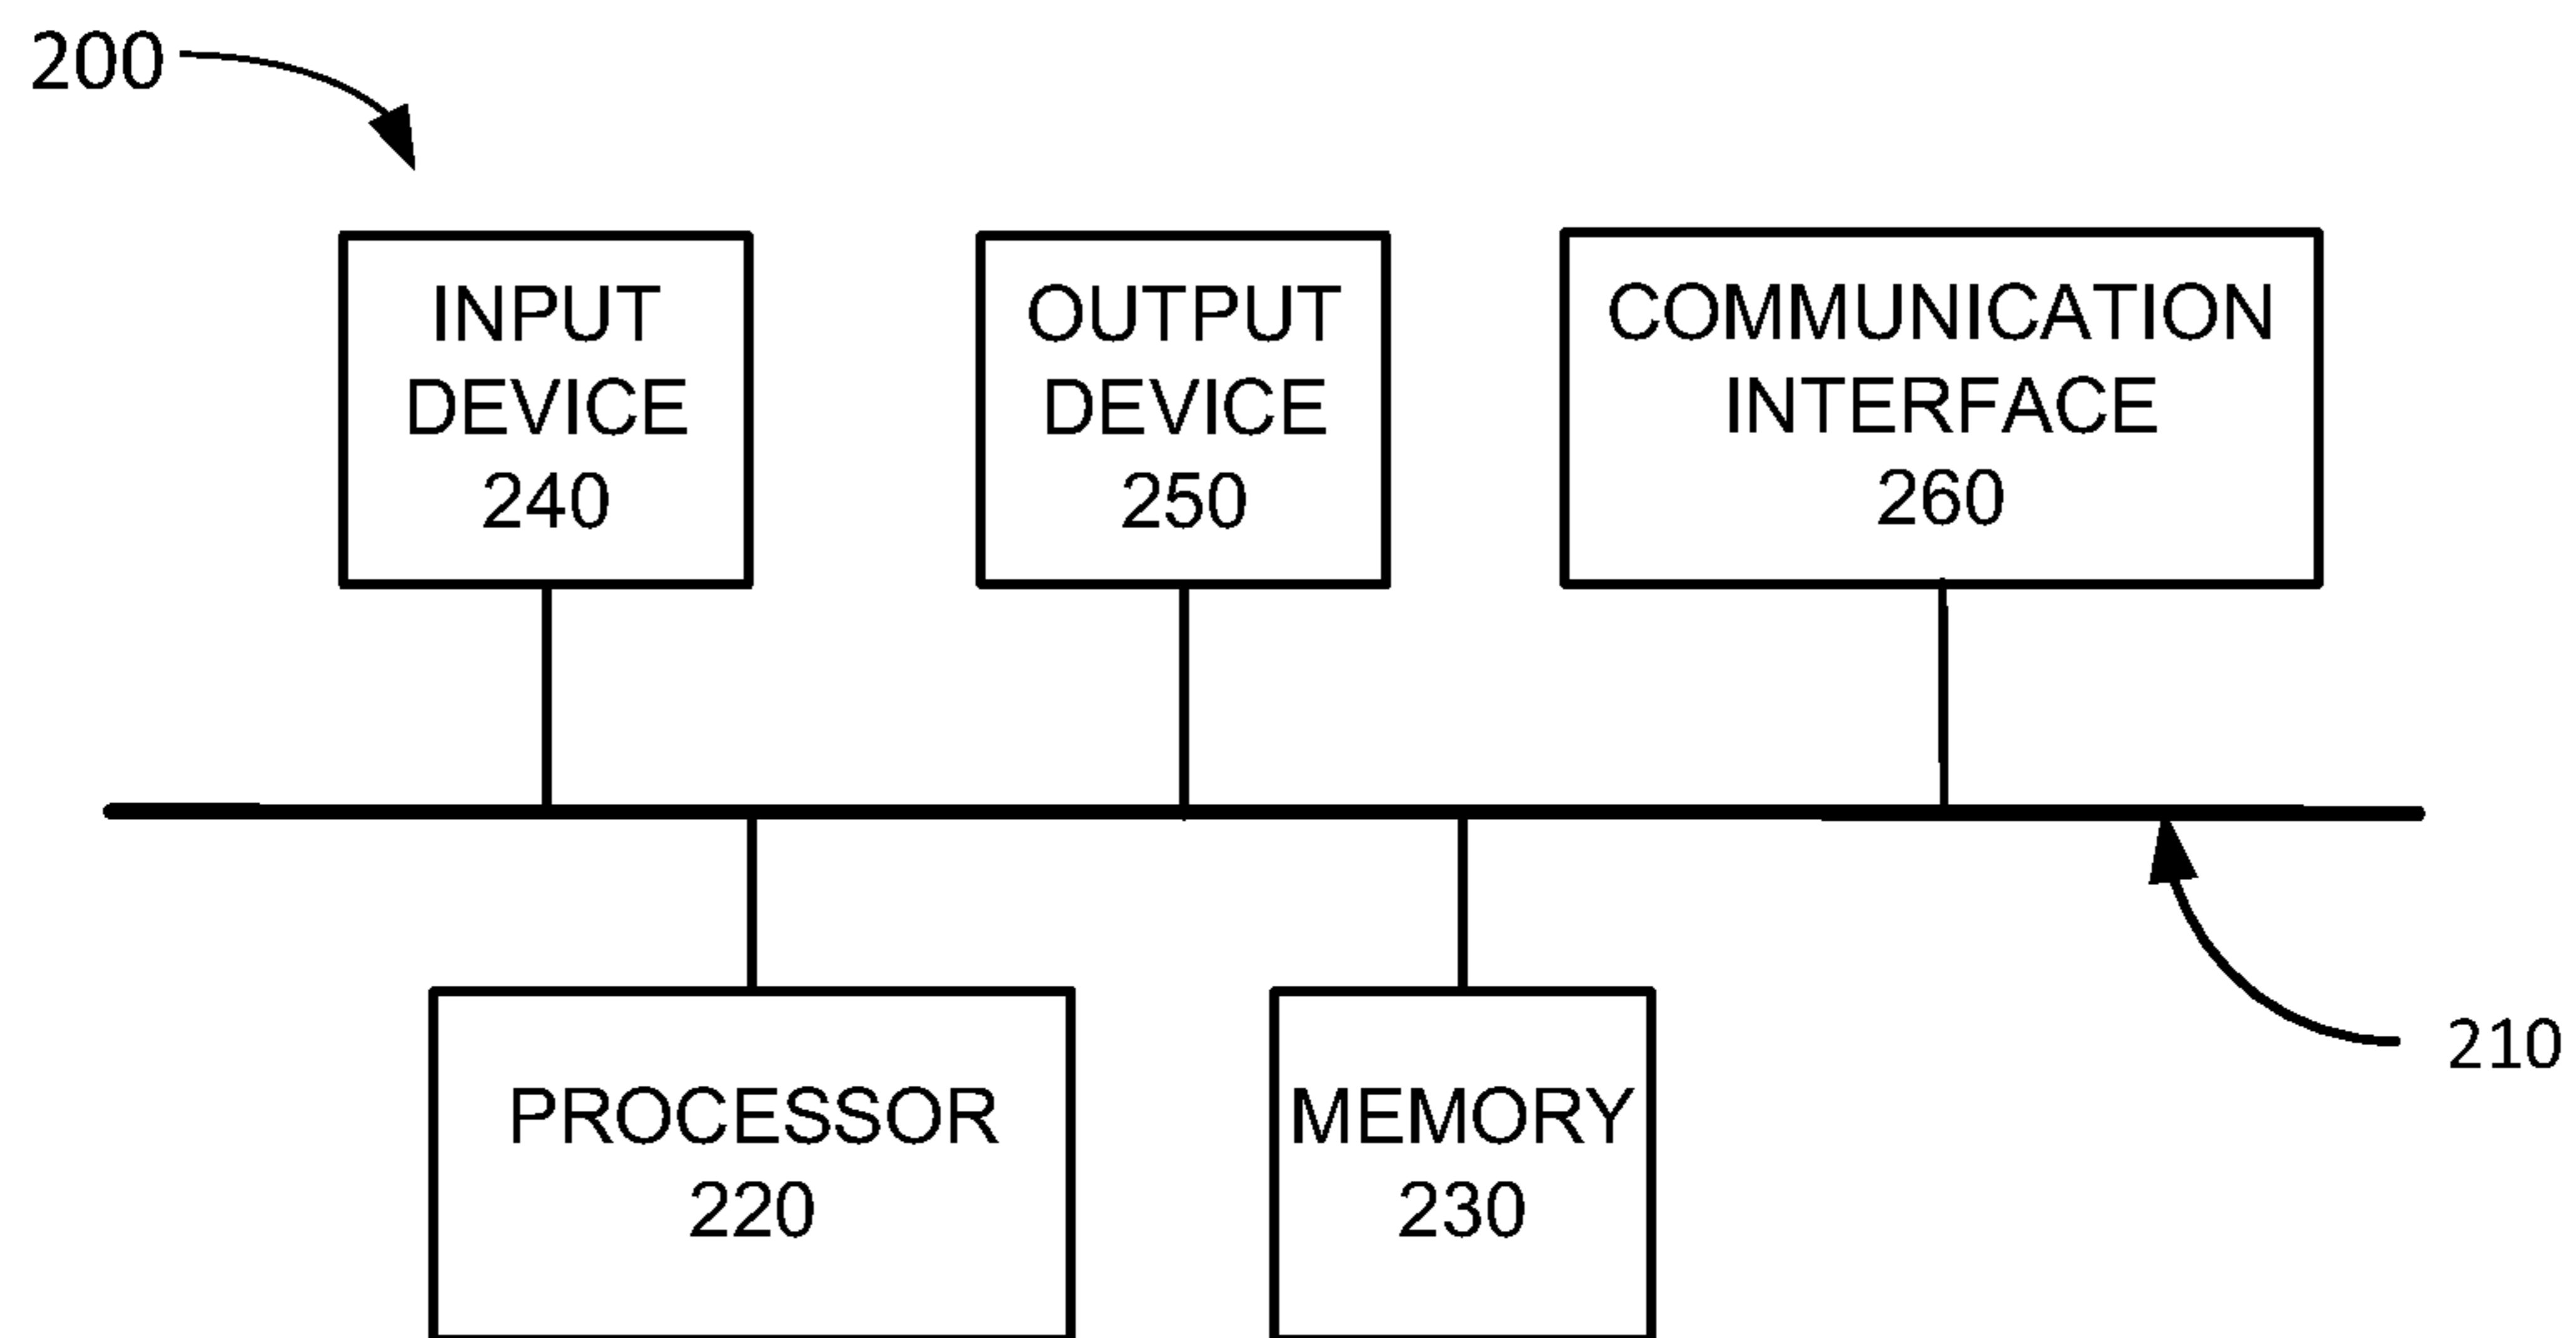 200
INPUT
DEVICE
240
OUTPUT
DEVICE
250
COMMUNICATION
INTERFACE
260
210
PROCESSOR
220
MEMORY
230